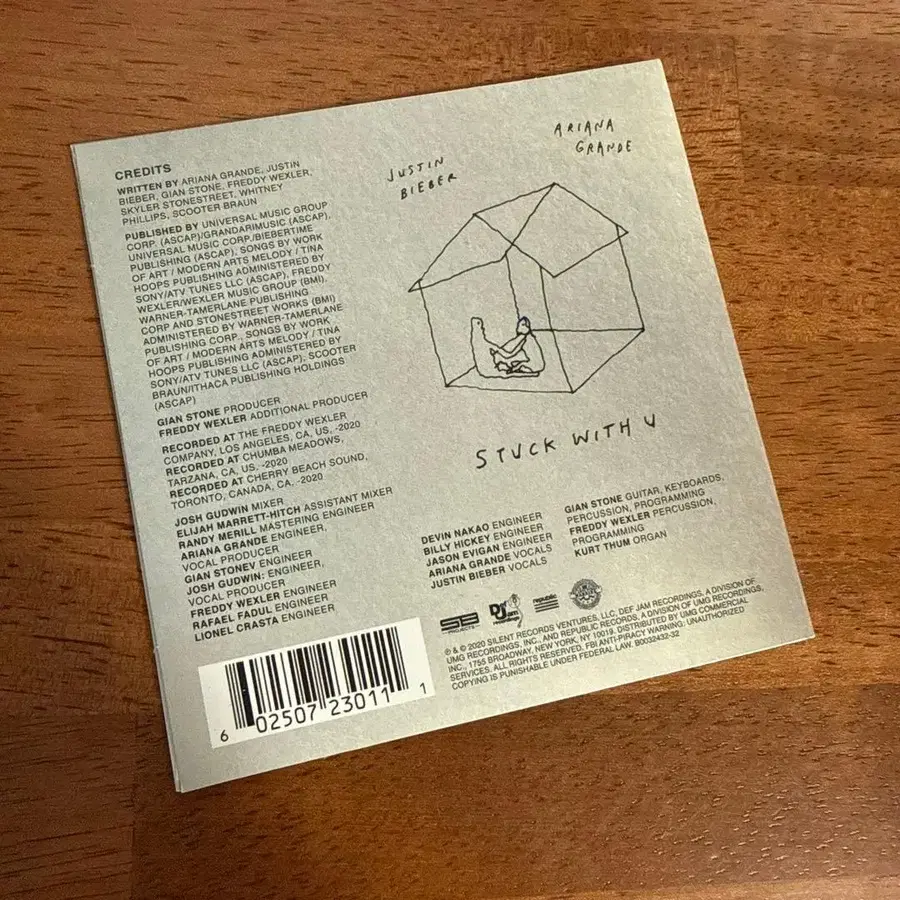 CREDITS
WRITTEN BY ARIANA GRANDE, JUSTIN
BIEBER, GIAN STONE, FREDDY WEXLER,
SKYLER STONESTREET, WHITNEY
PHILLIPS, SCOOTER BRAUN
PUBLISHED BY UNIVERSAL MUSIC GROUP
CORP. (ASCAP)/GRANDARIMUSIC (ASCAP),
UNIVERSAL MUSIC CORP./BIEBERTIME
PUBLISHING (ASCAP), SONGS BY WORK
OF ART / MODERN ARTS MELODY / TINA
HOOPS PUBLISHING ADMINISTERED BY
SONY/ATV TUNES LLC (ASCAP), FREDDY
WEXLER/WEXLER MUSIC GROUP (BMI),
WARNER-TAMERLANE PUBLISHING
CORP AND STONESTREET WORKS (BMI)
ADMINISTERED BY WARNER-TAMERLANE
PUBLISHING CORP., SONGS BY WORK
OF ART / MODERN ARTS MELODY / TINA
HOOPS PUBLISHING ADMINISTERED BY
SONY/ATV TUNES LLC (ASCAP), SCOOTER
BRAUN/ITHACA PUBLISHING HOLDINGS
(ASCAP)
GIAN STONE PRODUCER
FREDDY WEXLER ADDITIONAL PRODUCER
RECORDED AT THE FREDDY WEXLER
COMPANY, LOS ANGELES, CA, US, -2020
RECORDED AT CHUMBA MEADOWS,
TARZANA, CA, US, -2020
RECORDED AT CHERRY BEACH SOUND,
TORONTO, CANADA, CA, -2020
JOSH GUDWIN MIXER
ELIJAH MARRETT-HITCH ASSISTANT MIXER
RANDY MERILL MASTERING ENGINEER
ARIANA GRANDE ENGINEER,
VOCAL PRODUCER
GIAN STONEV ENGINEER
JOSH GUDWIN: ENGINEER,
VOCAL PRODUCER
FREDDY WEXLER ENGINEER
RAFAEL FADUL ENGINEER
LIONEL CRASTA ENGINEER
6 02507 23011 1
JUSTIN
BIEBER
ARIANA
GRANDE
STUCK WITH U
DEVIN NAKAO ENGINEER
BILLY HICKEY ENGINEER
JASON EVIGAN ENGINEER
ARIANA GRANDE VOCALS
JUSTIN BIEBER VOCALS
GIAN STONE GUITAR, KEYBOARDS,
PERCUSSION, PROGRAMMING
FREDDY WEXLER PERCUSSION,
PROGRAMMING
KURT THUM ORGAN
SB PROJECTS
Def Jam recordings
republic
℗ & © 2020 SILENT RECORDS VENTURES, LLC, DEF JAM RECORDINGS, A DIVISION OF
UMG RECORDINGS, INC., AND REPUBLIC RECORDS, A DIVISION OF UMG RECORDINGS,
INC., 1755 BROADWAY, NEW YORK, NY 10019. DISTRIBUTED BY UMG COMMERCIAL
SERVICES. ALL RIGHTS RESERVED. FBI ANTI-PIRACY WARNING: UNAUTHORIZED
COPYING IS PUNISHABLE UNDER FEDERAL LAW. B0032432-32